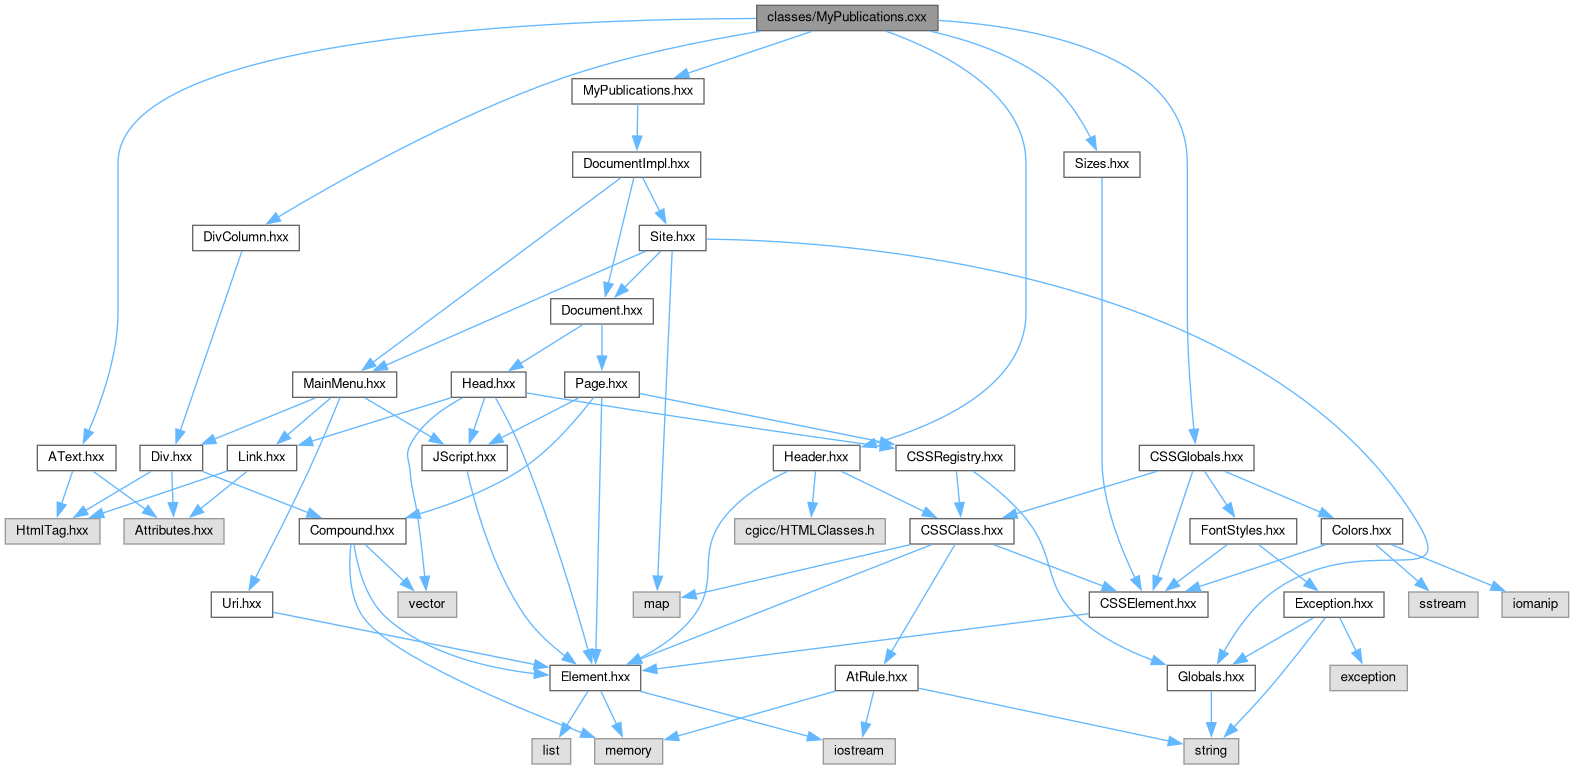 classes/MyPublications.cxx
MyPublications.hxx
DocumentImpl.hxx
Sizes.hxx
DivColumn.hxx
Site.hxx
Document.hxx
MainMenu.hxx
Head.hxx
Page.hxx
AText.hxx
Div.hxx
Link.hxx
JScript.hxx
Header.hxx
CSSRegistry.hxx
CSSGlobals.hxx
HtmlTag.hxx
Attributes.hxx
Compound.hxx
cgicc/HTMLClasses.h
CSSClass.hxx
FontStyles.hxx
Colors.hxx
Uri.hxx
vector
map
CSSElement.hxx
Exception.hxx
sstream
iomanip
Element.hxx
AtRule.hxx
Globals.hxx
exception
list
memory
iostream
string